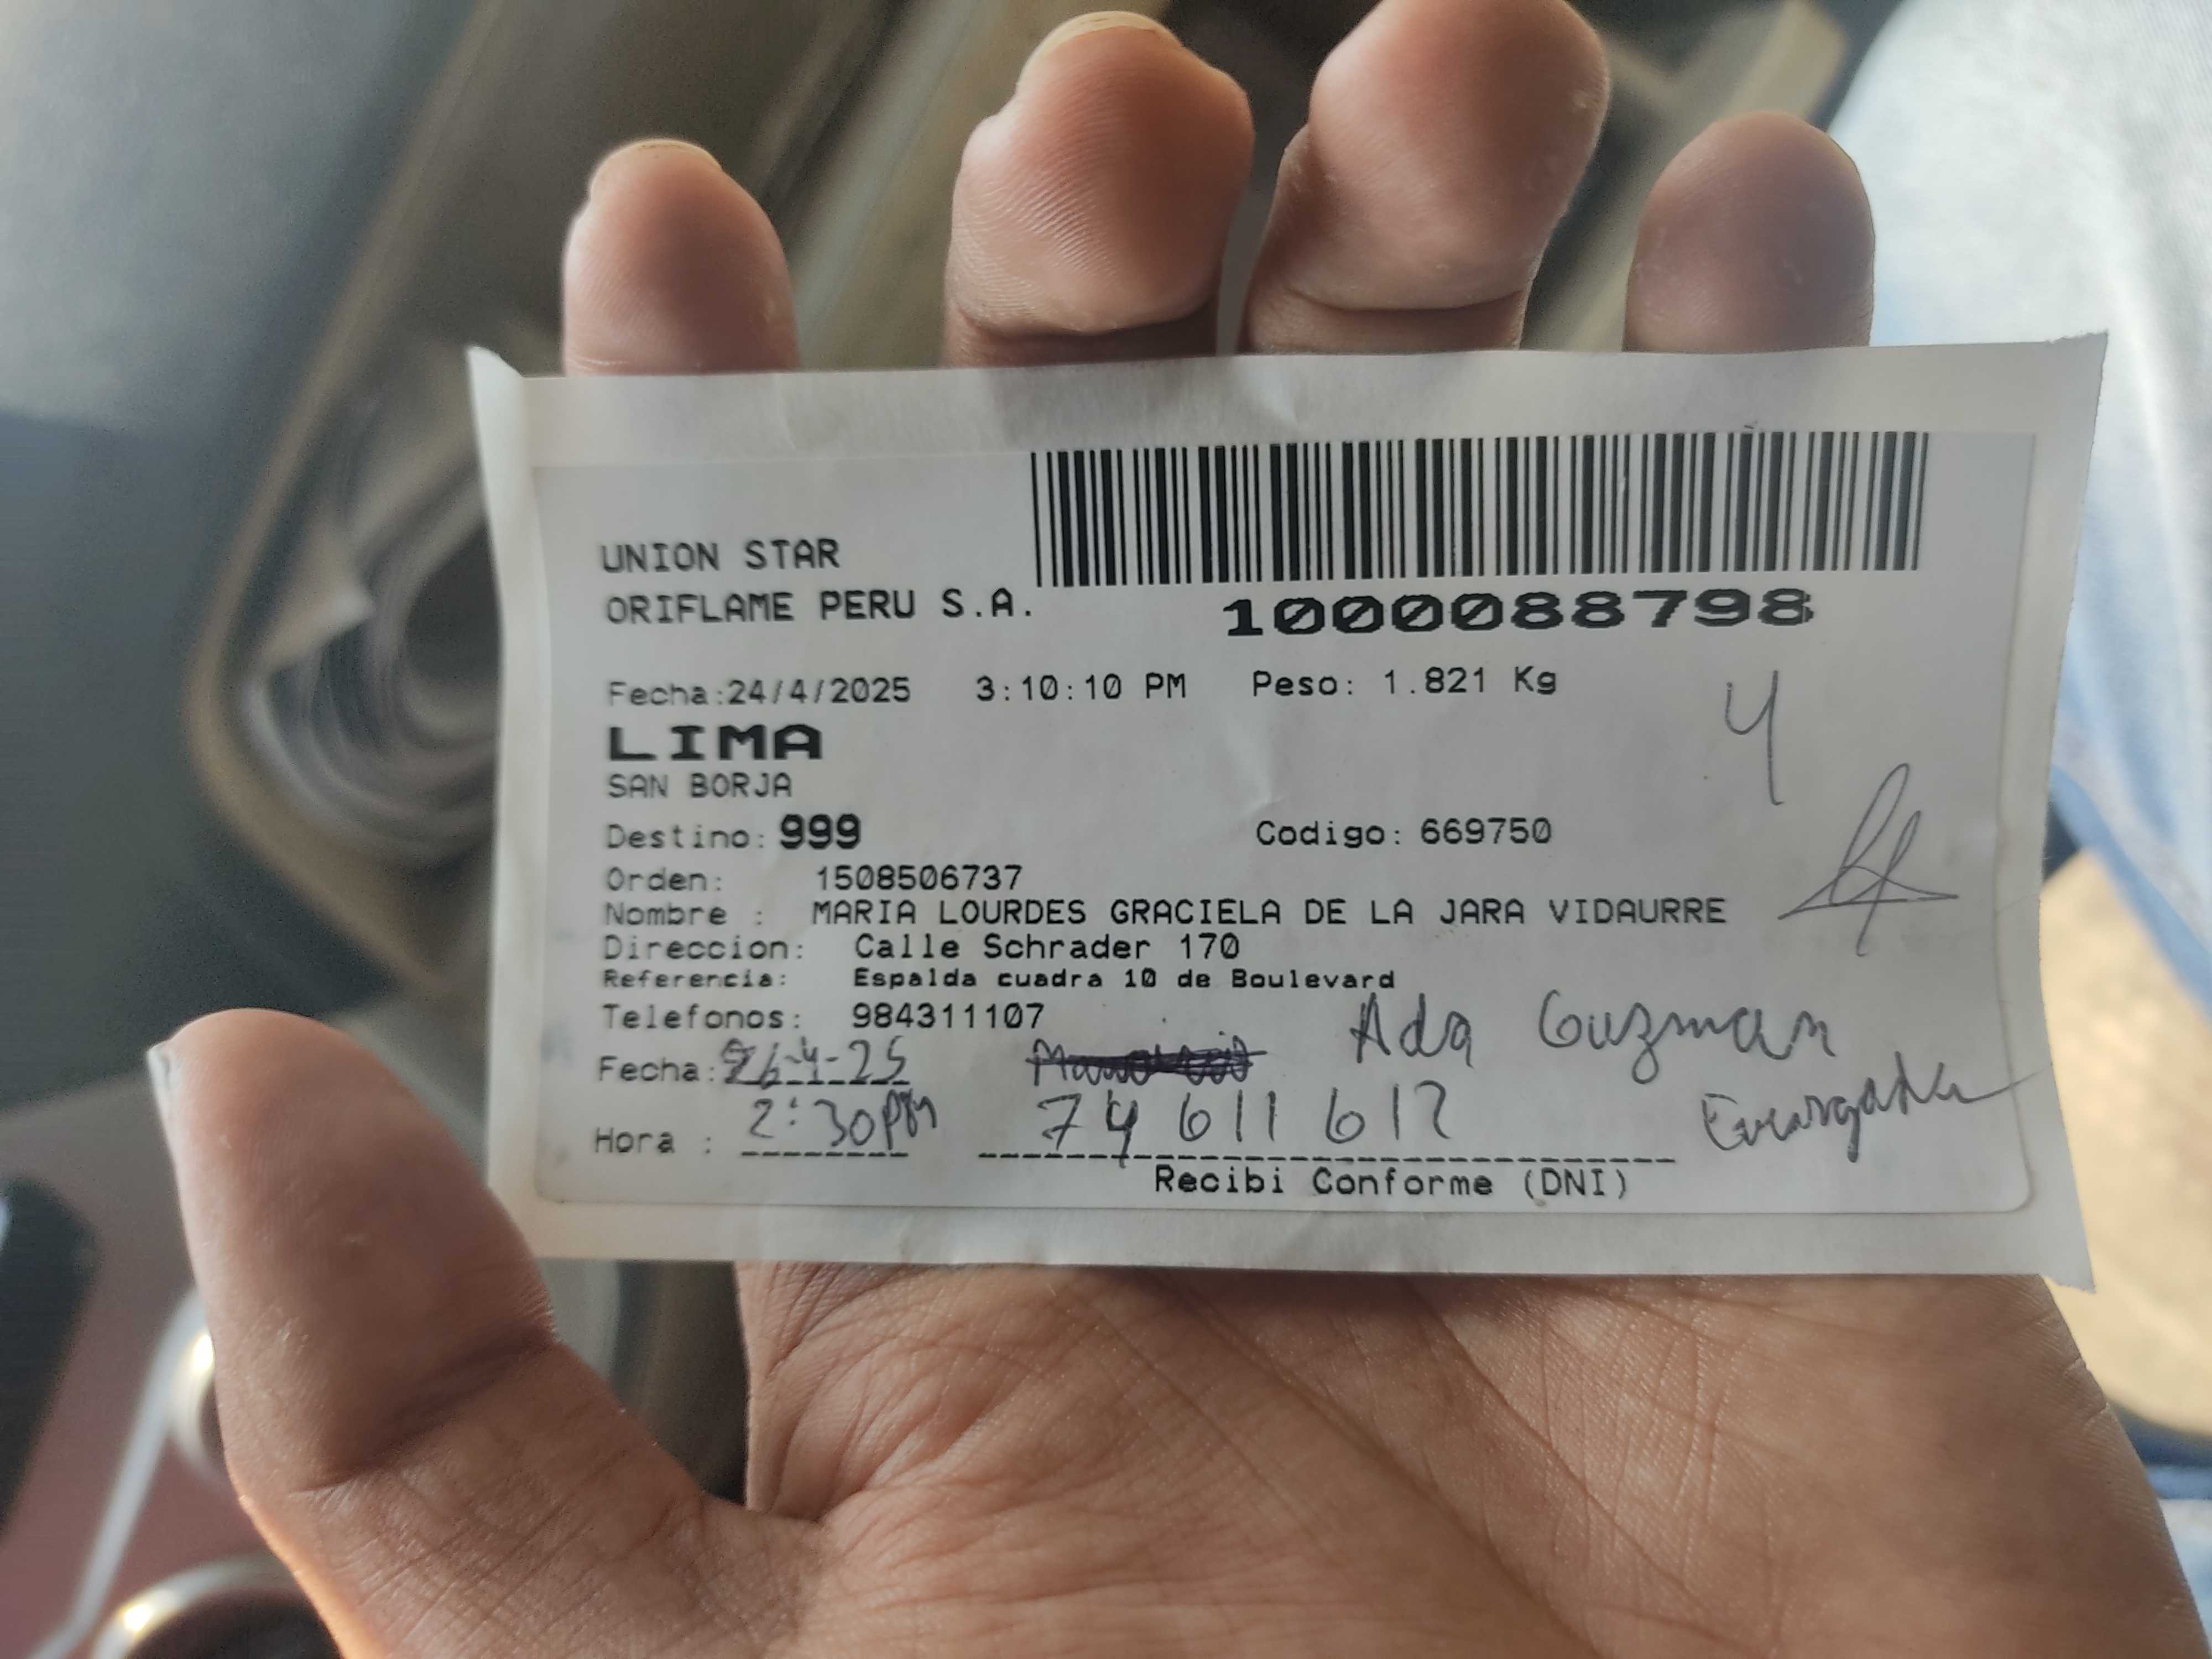 UNION STAR
ORIFLAME PERU S.A.
1000088798
Fecha:24/4/2025 3:10:10 PM Peso: 1.821 Kg
4
LIMA
SAN BORJA
Destino: 999 Codigo: 669750
Orden: 1508506737
Nombre : MARIA LOURDES GRACIELA DE LA JARA VIDAURRE
Direccion: Calle Schrader 170
Referencia: Espalda cuadra 10 de Boulevard
Telefonos: 984311107
Ada Guzman
Fecha: 26-4-25
Encargada
Hora : 2:30pm 74611612
Recibi Conforme (DNI)